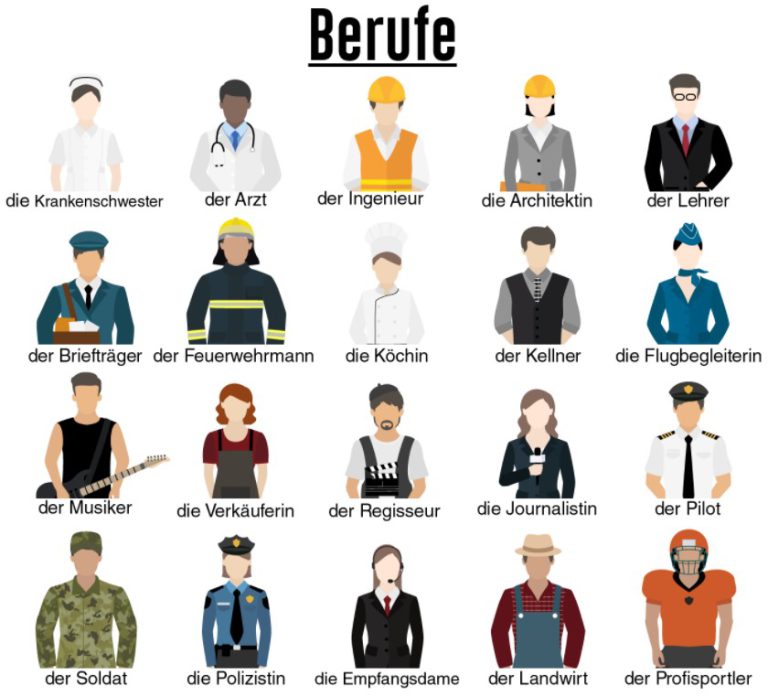 Berufe
die Krankenschwester
der Arzt
der Ingenieur
die Architektin
der Lehrer
der Briefträger
der Feuerwehrmann
die Köchin
der Kellner
die Flugbegleiterin
der Musiker
die Verkäuferin
der Regisseur
die Journalistin
der Pilot
der Soldat
die Polizistin
die Empfangsdame
der Landwirt
der Profisportler